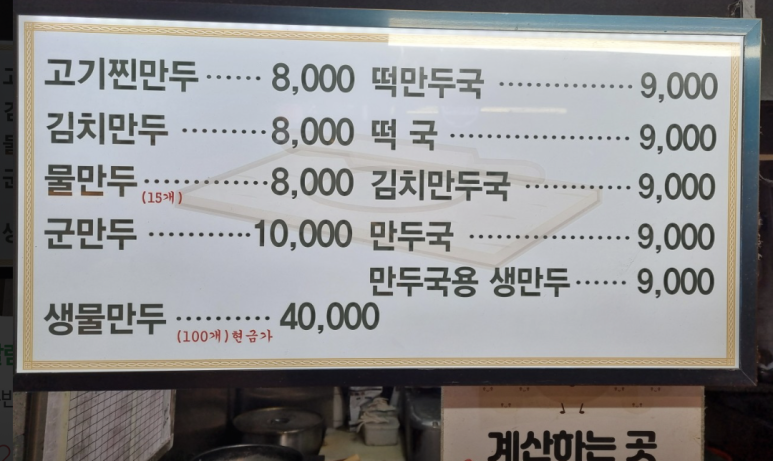 고기찐만두 ······ 8,000
김치만두 ········· 8,000
물만두 ············· 8,000
(15개)
군만두 ··········· 10,000
생물만두 ·········· 40,000
(100개)현금가
떡만두국 ·············· 9,000
떡 국 ··················· 9,000
김치만두국 ··········· 9,000
만두국 ················· 9,000
만두국용 생만두 ······ 9,000
계산하는 곳